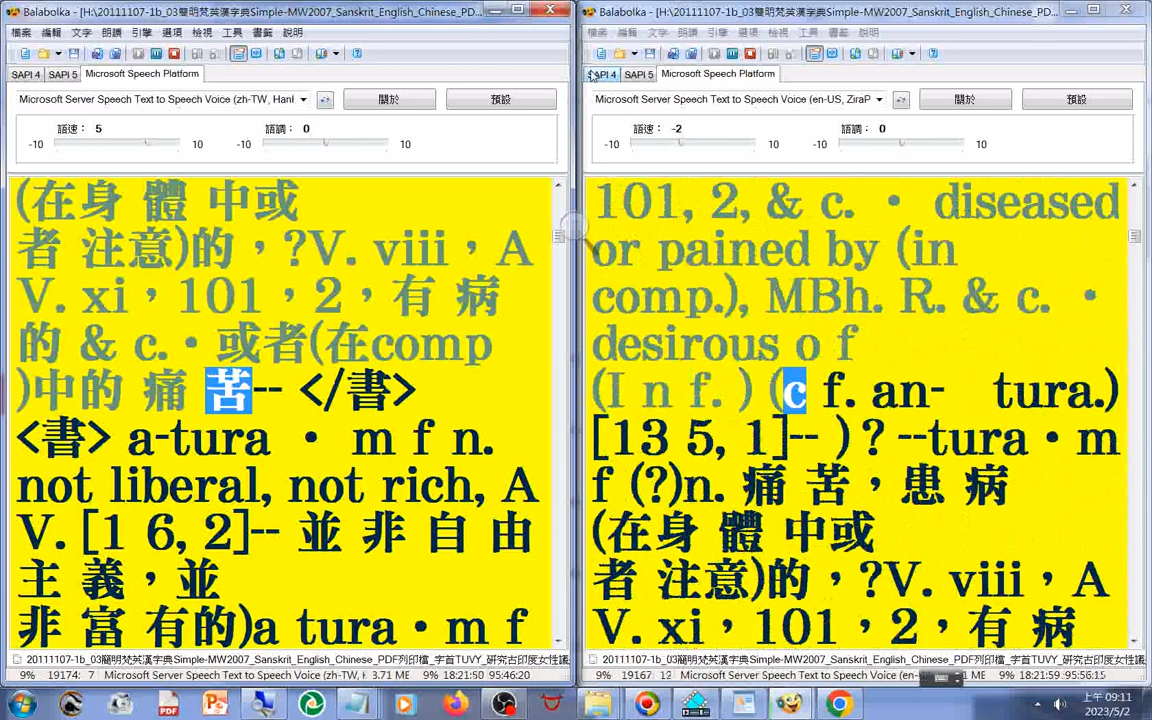 Balabolka - [H:\20111107-1b_03簡明梵英漢字典Simple-MW2007_Sanskrit_English_Chinese_PD...
檔案 編輯 文字 朗讀 引擎 選項 檢視 工具 書籤 說明
SAPI 4 SAPI 5 Microsoft Speech Platform
Microsoft Server Speech Text to Speech Voice (zh-TW, Hanl
關於
預設
語速： 5
語調： 0
-10 10 -10 10
(在身 體 中或
者 注意)的，?V. viii，A
V. xi，101，2，有 病
的 & c.‧或者(在comp
)中的 痛 苦-- </書>
<書> a-tura ‧ m f n.
not liberal, not rich, A
V. [1 6, 2]-- 並 非 自 由
主 義，並
非 富 有的)a tura‧m f
20111107-1b_03簡明梵英漢字典Simple-MW2007_Sanskrit_English_Chinese_PDF列印檔_字首TUVY_研究古印度女性議
9% 19174: 7 Microsoft Server Speech Text to Speech Voice (zh-TW, H 3.71 ME 9% 18:21:50 95:46:20
Balabolka - [H:\20111107-1b_03簡明梵英漢字典Simple-MW2007_Sanskrit_English_Chinese_PD...
檔案 編輯 文字 朗讀 引擎 選項 檢視 工具 書籤 說明
SAPI 4 SAPI 5 Microsoft Speech Platform
Microsoft Server Speech Text to Speech Voice (en-US, ZiraP
關於
預設
語速： -2
語調： 0
-10 10 -10 10
101, 2, & c. ‧ diseased
or pained by (in
comp.), MBh. R. & c. ‧
desirous o f
(I n f. ) (c f. an- tura.)
[13 5, 1]-- ) ? --tura‧m
f (?)n. 痛 苦，患 病
(在身 體 中或
者 注意)的，?V. viii，A
V. xi，101，2，有 病
20111107-1b_03簡明梵英漢字典Simple-MW2007_Sanskrit_English_Chinese_PDF列印檔_字首TUVY_研究古印度女性議
9% 19167 Microsoft Server Speech Text to Speech Voice (en-US, ME 9% 18:21:59 95:56:15
PDF
上午 09:11
2023/5/2